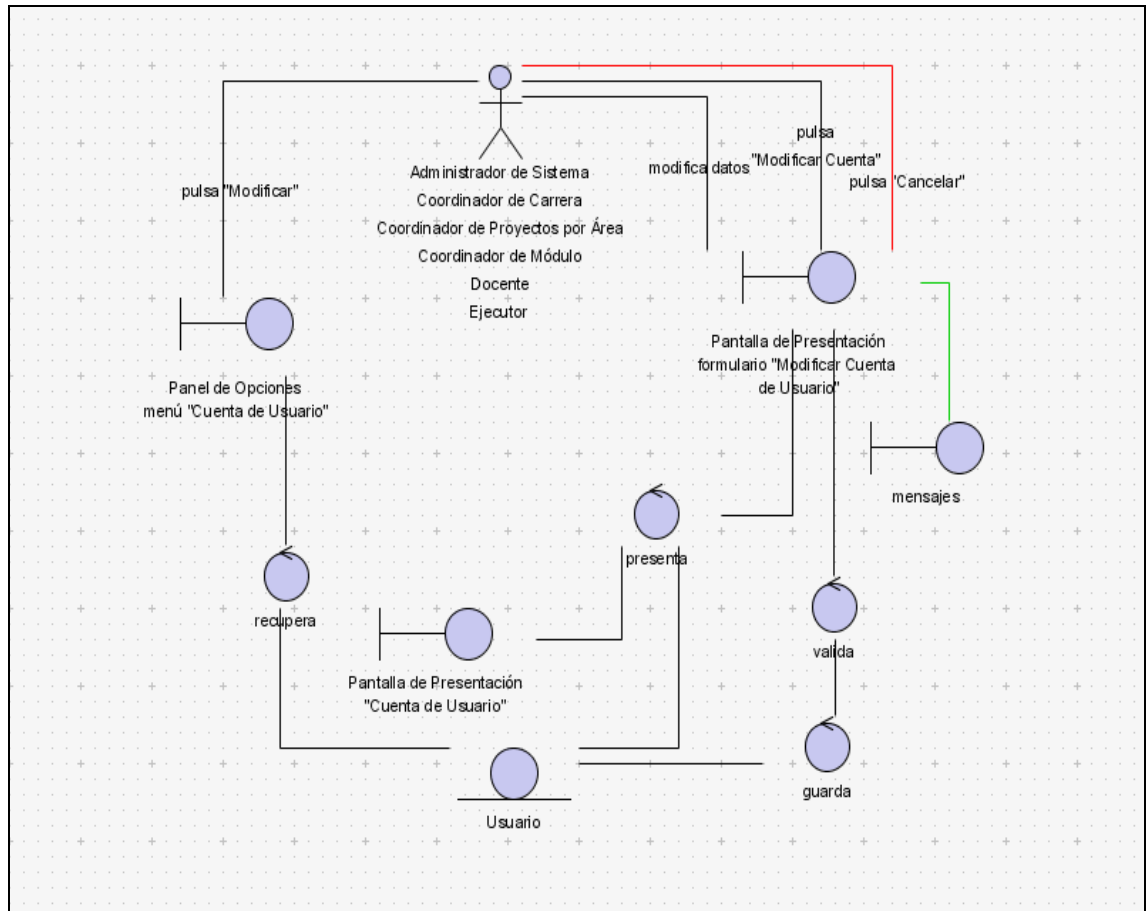 pulsa
"Modificar Cuenta"
modifica datos
pulsa "Cancelar"
pulsa "Modificar"
Administrador de Sistema
Coordinador de Carrera
Coordinador de Proyectos por Área
Coordinador de Módulo
Docente
Ejecutor
Pantalla de Presentación
formulario "Modificar Cuenta
de Usuario"
Panel de Opciones
menú "Cuenta de Usuario"
mensajes
presenta
recupera
valida
Pantalla de Presentación
"Cuenta de Usuario"
guarda
Usuario